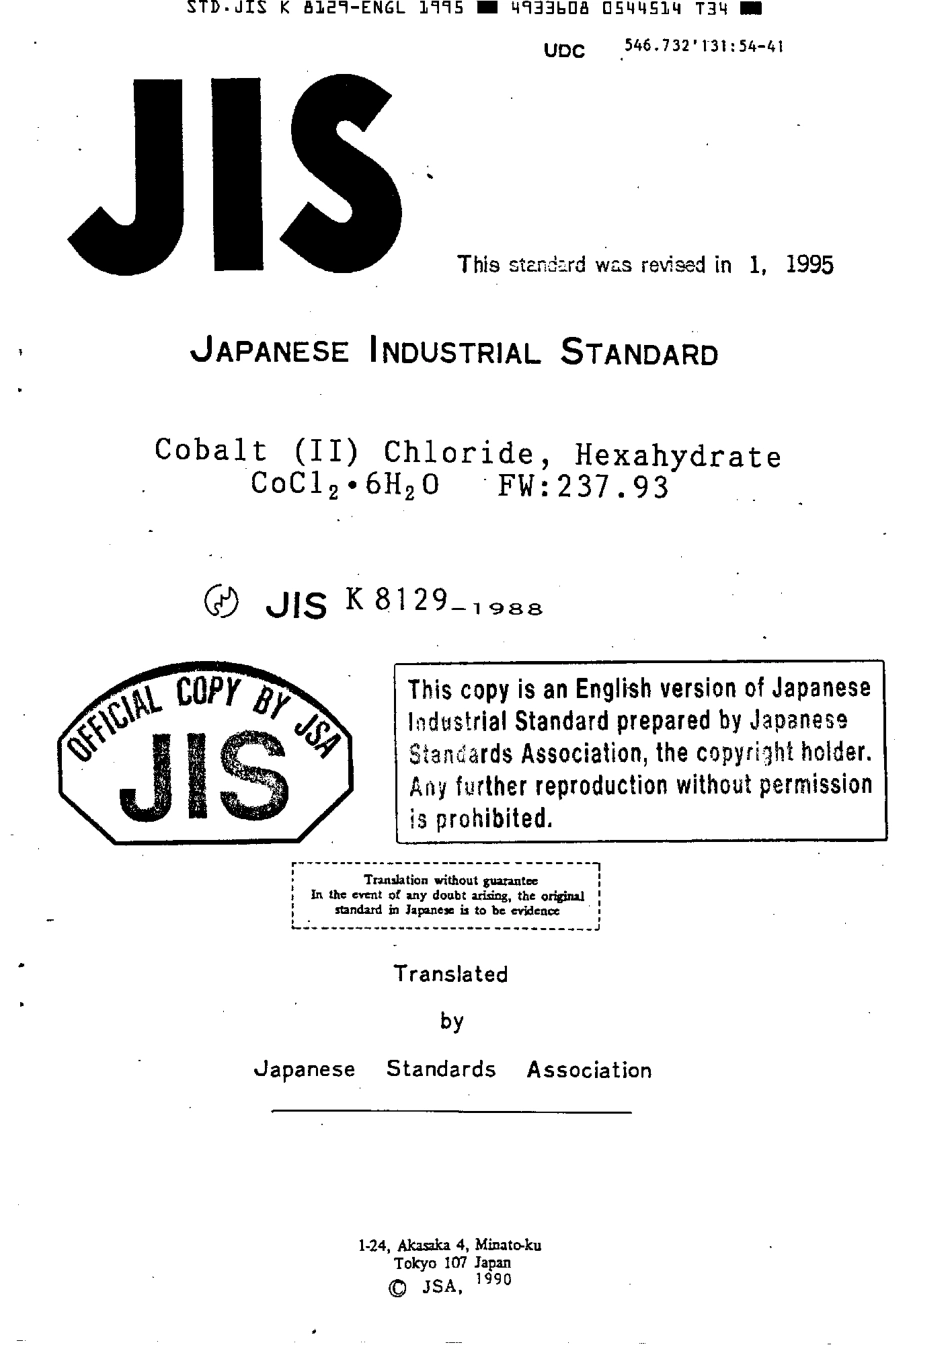 STD.JIS K 8129-ENGL 1995 ■ 4933608 0544514 T34 ■
UDC 546.732'131:54-41
JIS
This standard was revised in 1, 1995
JAPANESE INDUSTRIAL STANDARD
Cobalt (II) Chloride, Hexahydrate
CoCl₂•6H₂O FW:237.93
JIS K 8129-1988
OFFICIAL COPY BY JSA
JIS
This copy is an English version of Japanese
Industrial Standard prepared by Japanese
Standards Association, the copyright holder.
Any further reproduction without permission
is prohibited.
Translation without guarantee
In the event of any doubt arising, the original
standard in Japanese is to be evidence
Translated
by
Japanese Standards Association
1-24, Akasaka 4, Minato-ku
Tokyo 107 Japan
© JSA, 1990